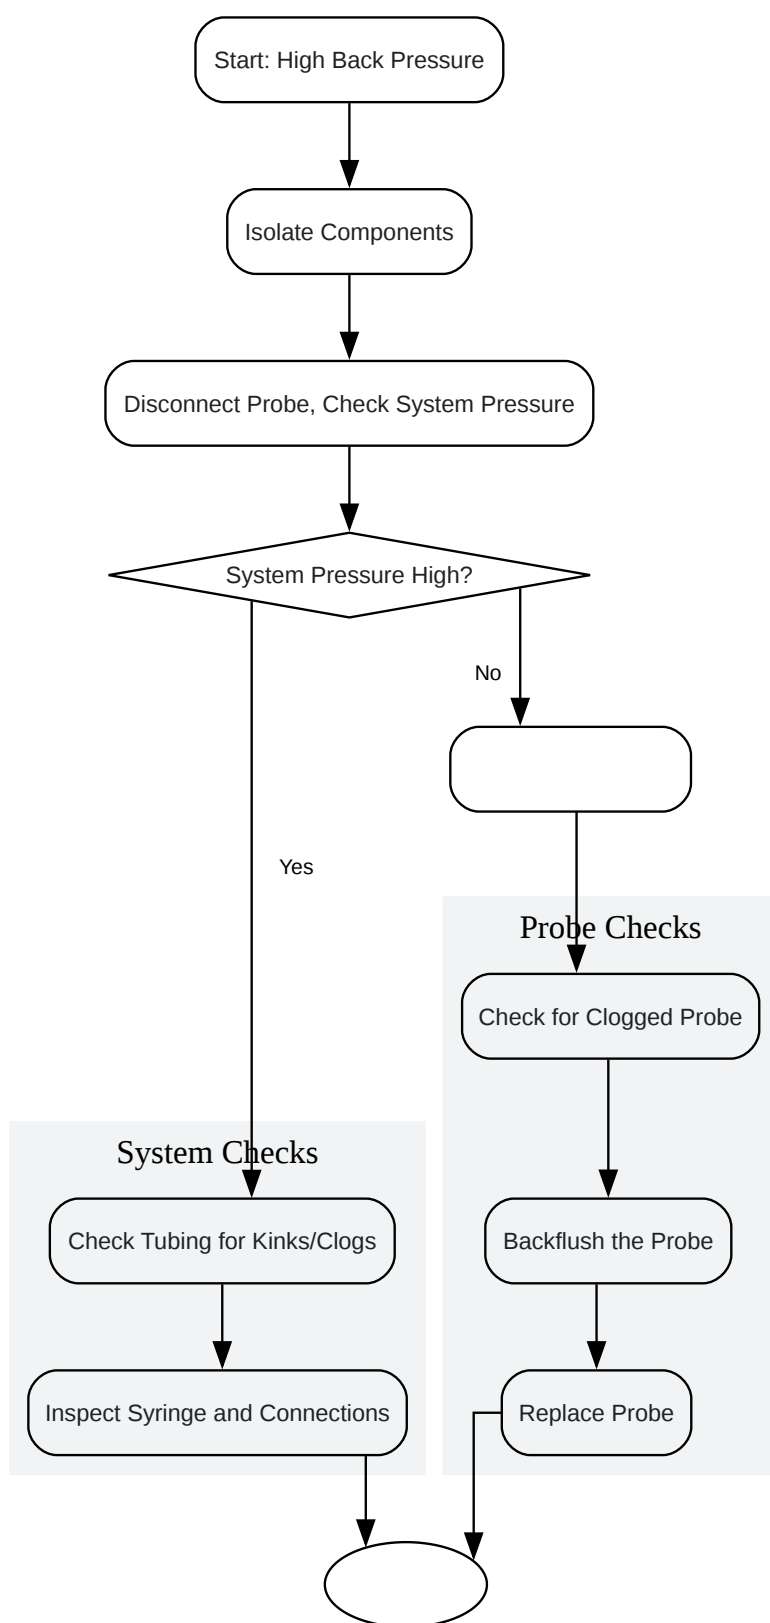 Start: High Back Pressure
Isolate Components
Disconnect Probe, Check System Pressure
System Pressure High?
No
Yes
Probe Checks
Check for Clogged Probe
System Checks
Check Tubing for Kinks/Clogs
Backflush the Probe
Inspect Syringe and Connections
Replace Probe